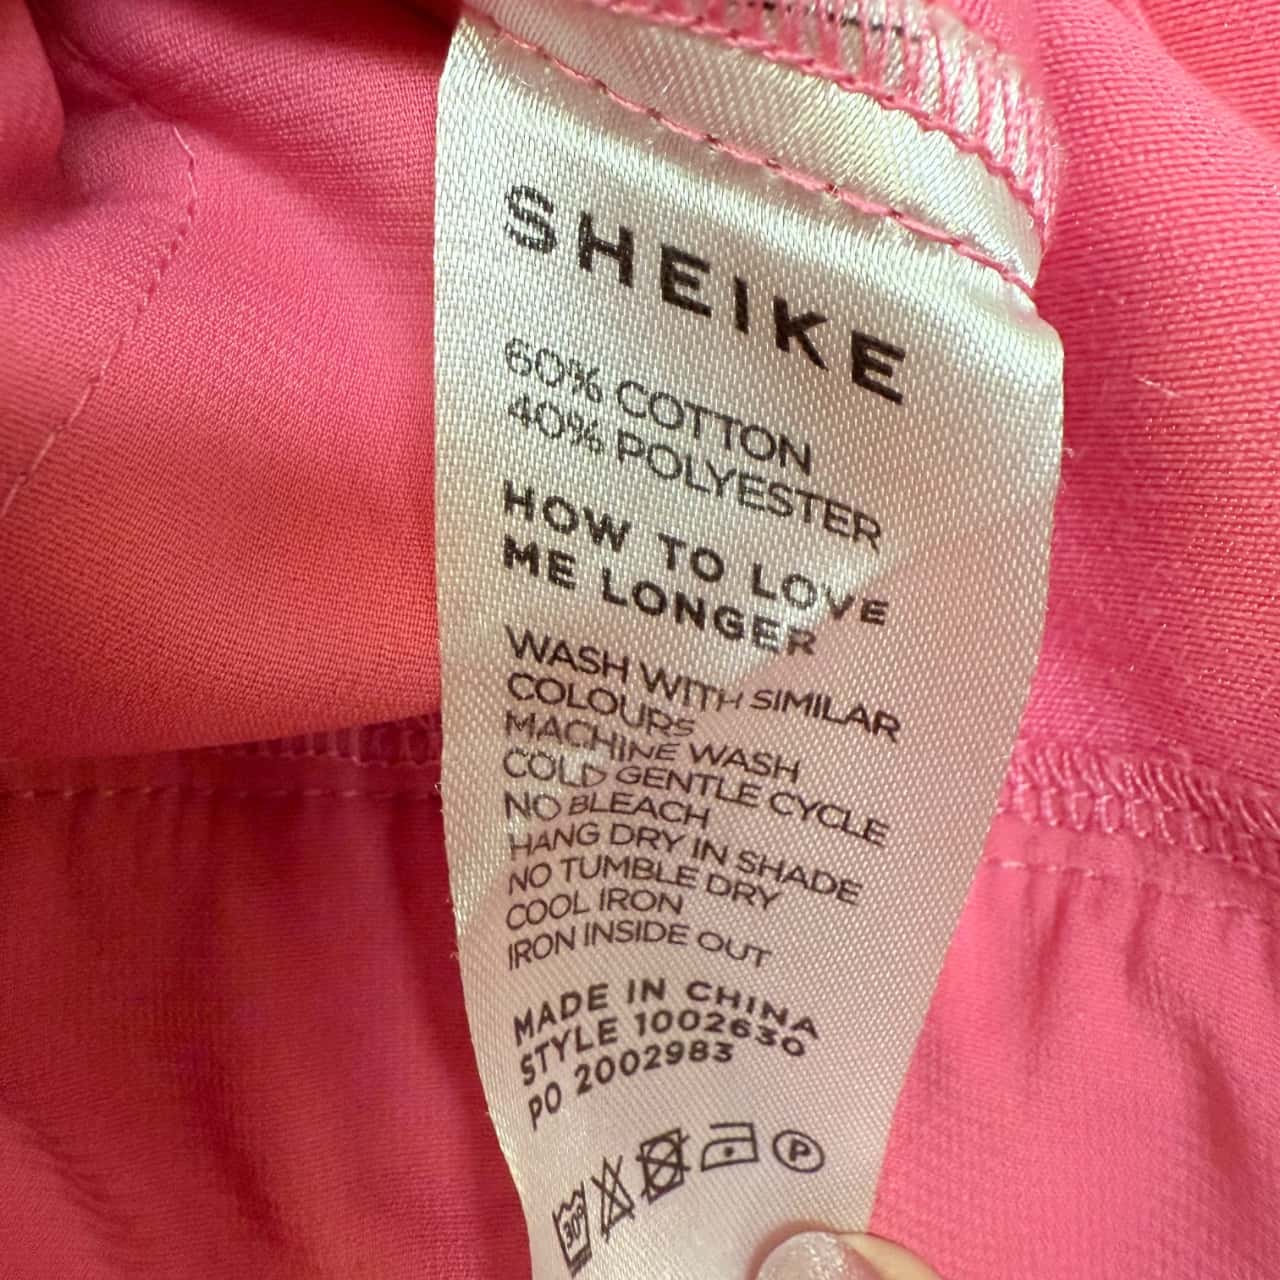 SHEIKE
60% COTTON
40% POLYESTER
HOW TO LOVE
ME LONGER
WASH WITH SIMILAR
COLOURS
MACHINE WASH
COLD GENTLE CYCLE
NO BLEACH
HANG DRY IN SHADE
NO TUMBLE DRY
COOL IRON
IRON INSIDE OUT
MADE IN CHINA
STYLE 1002630
PO 2002983
30° P